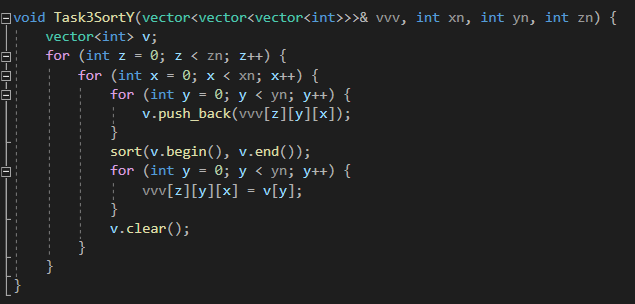 void Task3SortY(vector<vector<vector<int>>>& vvv, int xn, int yn, int zn) {
    vector<int> v;
    for (int z = 0; z < zn; z++) {
        for (int x = 0; x < xn; x++) {
            for (int y = 0; y < yn; y++) {
                v.push_back(vvv[z][y][x]);
            }
            sort(v.begin(), v.end());
            for (int y = 0; y < yn; y++) {
                vvv[z][y][x] = v[y];
            }
            v.clear();
        }
    }
}